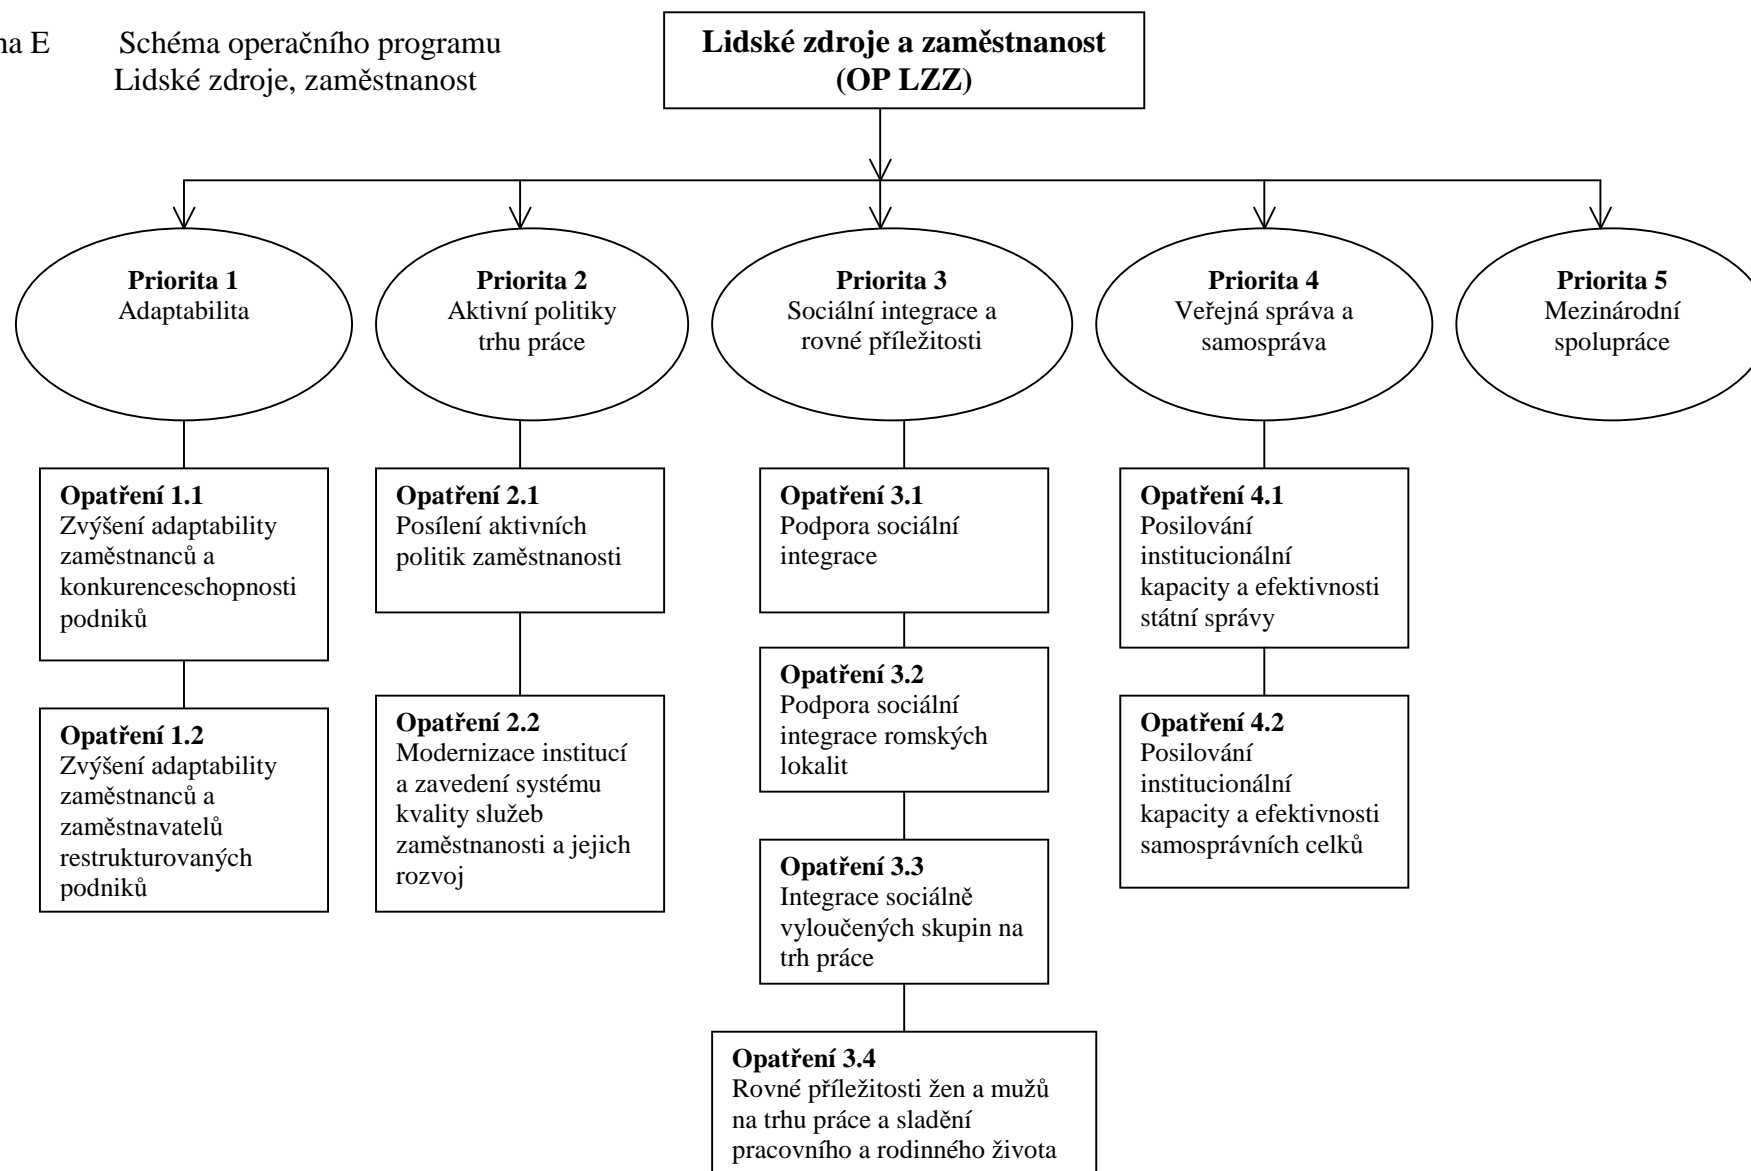 na E Schéma operačního programu
Lidské zdroje, zaměstnanost
Lidské zdroje a zaměstnanost
(OP LZZ)
Priorita 1
Adaptabilita
Priorita 2
Aktivní politiky
trhu práce
Priorita 3
Sociální integrace a
rovné příležitosti
Priorita 4
Veřejná správa a
samospráva
Priorita 5
Mezinárodní
spolupráce
Opatření 1.1
Zvýšení adaptability
zaměstnanců a
konkurenceschopnosti
podniků
Opatření 1.2
Zvýšení adaptability
zaměstnanců a
zaměstnavatelů
restrukturovaných
podniků
Opatření 2.1
Posílení aktivních
politik zaměstnanosti
Opatření 2.2
Modernizace institucí
a zavedení systému
kvality služeb
zaměstnanosti a jejich
rozvoj
Opatření 3.1
Podpora sociální
integrace
Opatření 3.2
Podpora sociální
integrace romských
lokalit
Opatření 3.3
Integrace sociálně
vyloučených skupin na
trh práce
Opatření 3.4
Rovné příležitosti žen a mužů
na trhu práce a sladění
pracovního a rodinného života
Opatření 4.1
Posilování
institucionální
kapacity a efektivnosti
státní správy
Opatření 4.2
Posilování
institucionální
kapacity a efektivnosti
samosprávních celků